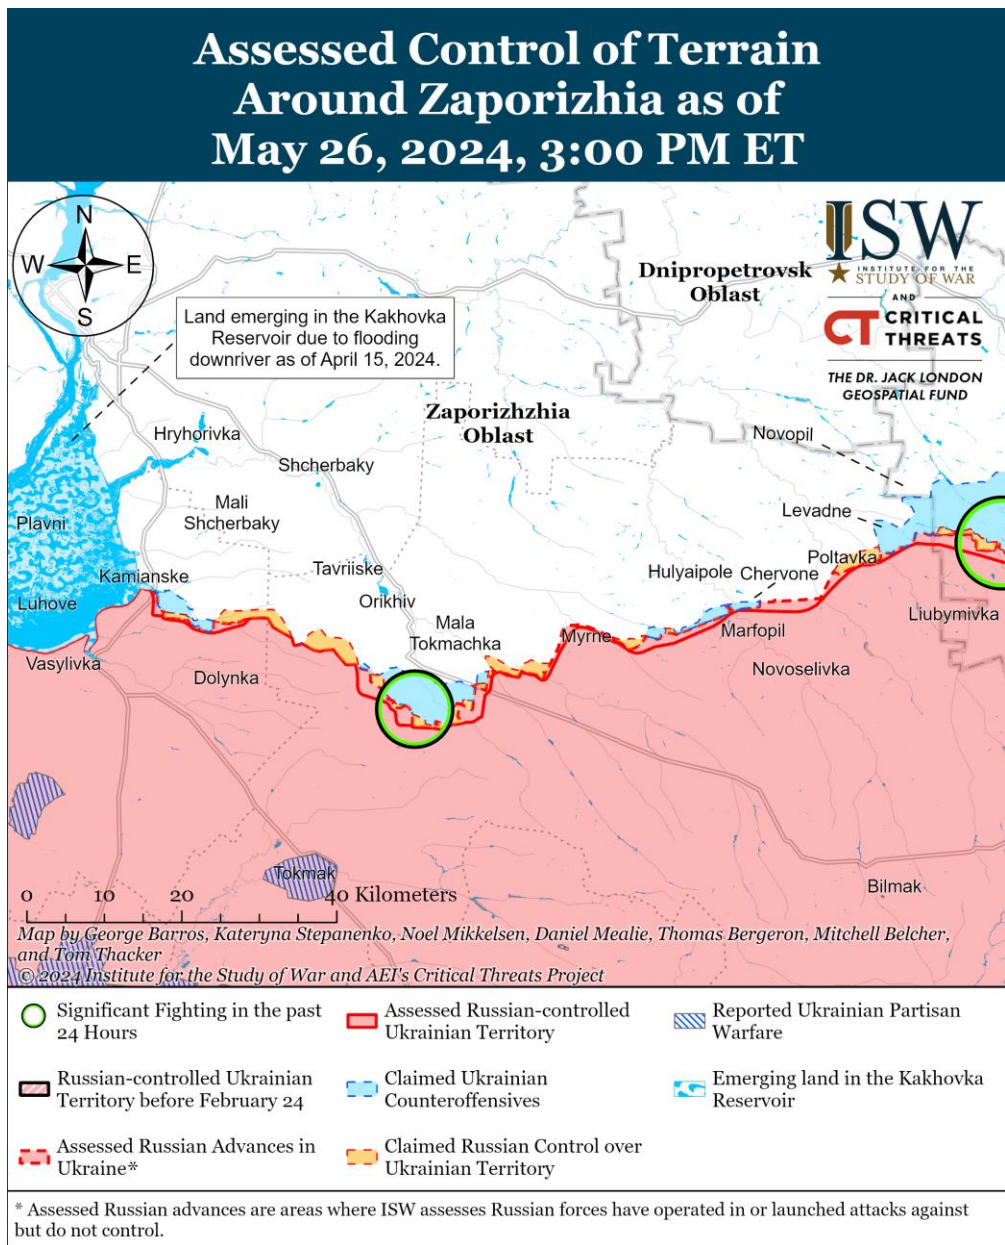 Assessed Control of Terrain
Around Zaporizhia as of
May 26, 2024, 3:00 PM ET
N
W
E
S
ISW
INSTITUTE FOR THE
STUDY OF WAR
AND
CT CRITICAL
THREATS
THE DR. JACK LONDON
GEOSPATIAL FUND
Dnipropetrovsk
Oblast
Land emerging in the Kakhovka
Reservoir due to flooding
downriver as of April 15, 2024.
Zaporizhzhia
Oblast
Hryhorivka
Novopil
Shcherbaky
Mali
Shcherbaky
Plavni
Levadne
Kamianske
Tavriiske
Hulyaipole
Chervone
Poltavka
Luhove
Orikhiv
Mala
Tokmachka
Myrne
Marfopil
Liubymivka
Vasylivka
Dolynka
Novoselivka
Tokmak
Bilmak
0 10 20 40 Kilometers
Map by George Barros, Kateryna Stepanenko, Noel Mikkelsen, Daniel Mealie, Thomas Bergeron, Mitchell Belcher,
and Tom Thacker
© 2024 Institute for the Study of War and AEI's Critical Threats Project
Significant Fighting in the past
24 Hours
Assessed Russian-controlled
Ukrainian Territory
Reported Ukrainian Partisan
Warfare
Russian-controlled Ukrainian
Territory before February 24
Claimed Ukrainian
Counteroffensives
Emerging land in the Kakhovka
Reservoir
Assessed Russian Advances in
Ukraine*
Claimed Russian Control over
Ukrainian Territory
* Assessed Russian advances are areas where ISW assesses Russian forces have operated in or launched attacks against
but do not control.